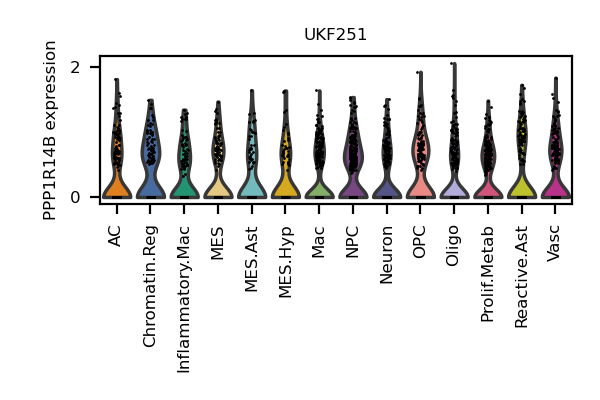 UKF251
PPP1R14B expression
2
0
AC
Chromatin.Reg
Inflammatory.Mac
MES
MES.Ast
MES.Hyp
Mac
NPC
Neuron
OPC
Oligo
Prolif.Metab
Reactive.Ast
Vasc